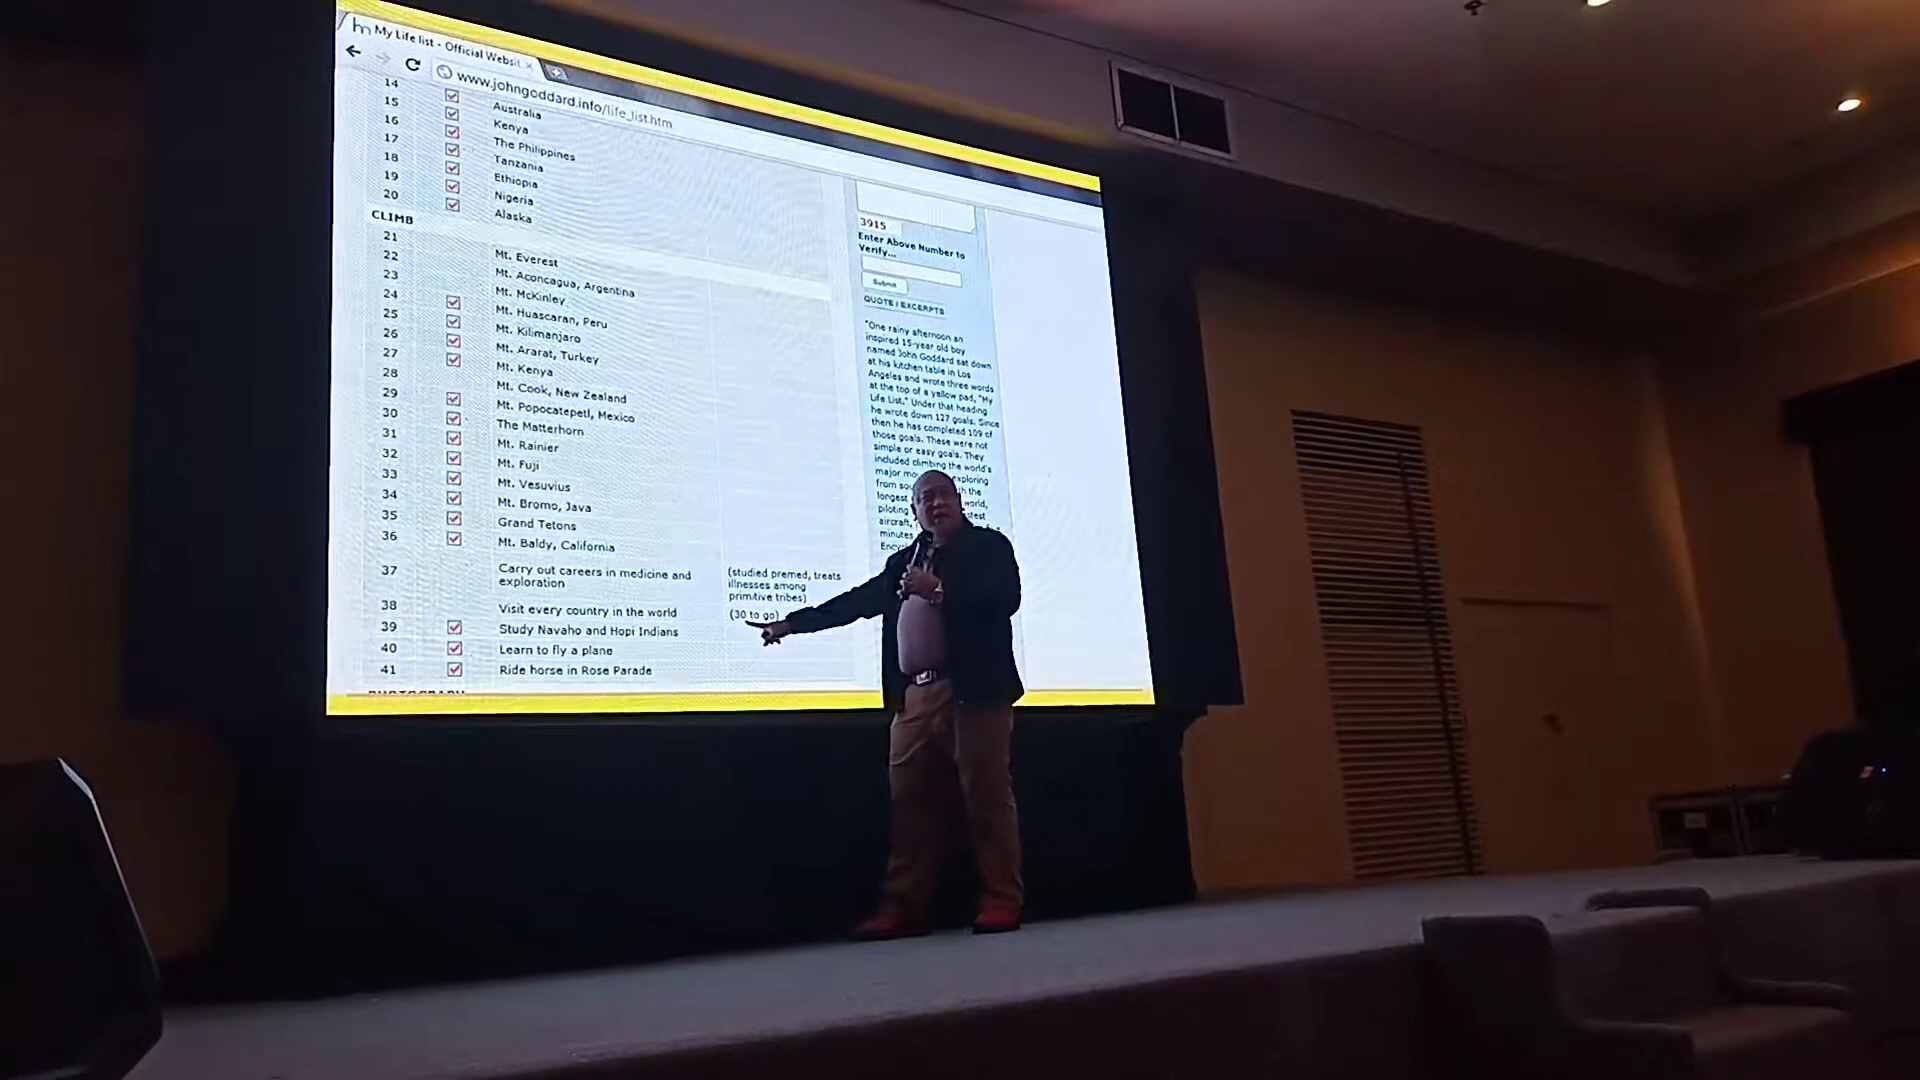 My Life list - Official Websit
www.johngoddard.info/life_list.htm
14 Australia
15 Kenya
16 The Philippines
17 Tanzania
18 Ethiopia
19 Nigeria
20 Alaska
CLIMB
21 Mt. Everest
22 Mt. Aconcagua, Argentina
23 Mt. McKinley
24 Mt. Huascaran, Peru
25 Mt. Kilimanjaro
26 Mt. Ararat, Turkey
27 Mt. Kenya
28 Mt. Cook, New Zealand
29 Mt. Popocatepetl, Mexico
30 The Matterhorn
31 Mt. Rainier
32 Mt. Fuji
33 Mt. Vesuvius
34 Mt. Bromo, Java
35 Grand Tetons
36 Mt. Baldy, California
37 Carry out careers in medicine and
exploration
(studied premed, treats
illnesses among
primitive tribes)
38 Visit every country in the world (30 to go)
39 Study Navaho and Hopi Indians
40 Learn to fly a plane
41 Ride horse in Rose Parade
3915
Enter Above Number to
Verify...
Submit
QUOTE / EXCERPTS
"One rainy afternoon an
inspired 15-year old boy
named John Goddard sat down
at his kitchen table in Los
Angeles and wrote three words
at the top of a yellow pad, "My
Life List." Under that heading
he wrote down 127 goals. Since
then he has completed 109 of
those goals. These were not
simple or easy goals. They
included climbing the world's
major exploring
from the
longest world,
piloting
aircraft,
minutes